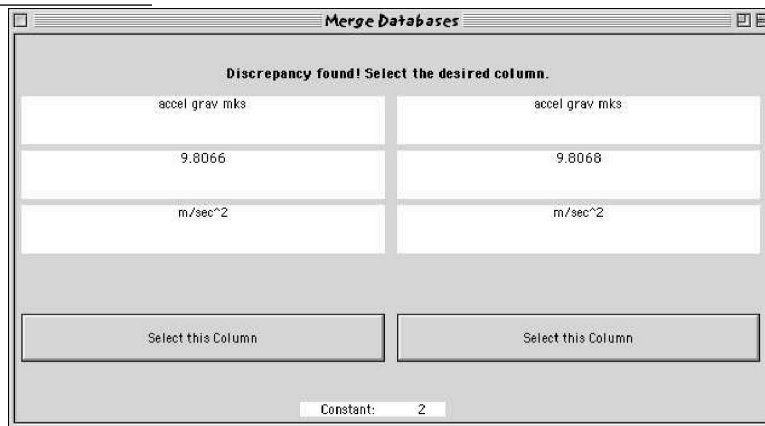 Merge Databases
Discrepancy found! Select the desired column.
accel grav mks accel grav mks
9.8066 9.8068
m/sec^2 m/sec^2
Select this Column Select this Column
Constant: 2